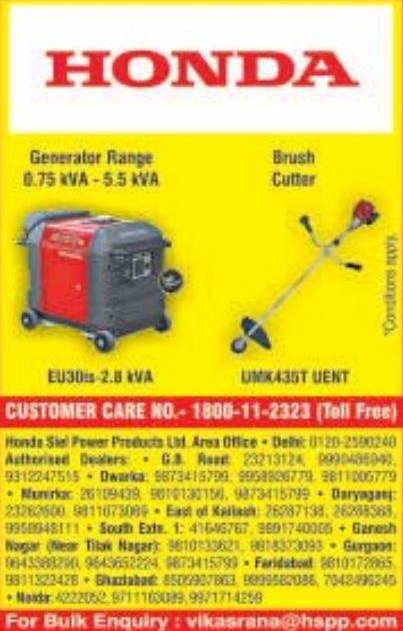 HONDA
Generator Range
0.75 kVA - 5.5 kVA
Brush
Cutter
*Conditions apply.
EU30is-2.8 kVA
UMK435T UENT
CUSTOMER CARE NO.- 1800-11-2323 (Toll Free)
Honda Siel Power Products Ltd. Area Office • Delhi: 0120-2590240
Authorised Dealers: • G.B. Road: 23213124, 9990486940,
9312247515 • Dwarka: 9873415799, 9958926779, 9811005779
• Munirka: 26109439, 9810130156, 9873415799 • Daryaganj:
23262600, 9811073069 • East of Kailash: 26287138, 26288368,
9958948111 • South Extn. 1: 41646767, 9891740005 • Ganesh
Nagar (Near Tilak Nagar): 9810133621, 9818373093 • Gurgaon:
9643388290, 9643652224, 9873415799 • Faridabad: 9810172865,
9811322428 • Ghaziabad: 8505907863, 9899582086, 7042496245
• Noida: 4222052, 9711163089, 9971714259
For Bulk Enquiry : vikasrana@hspp.com